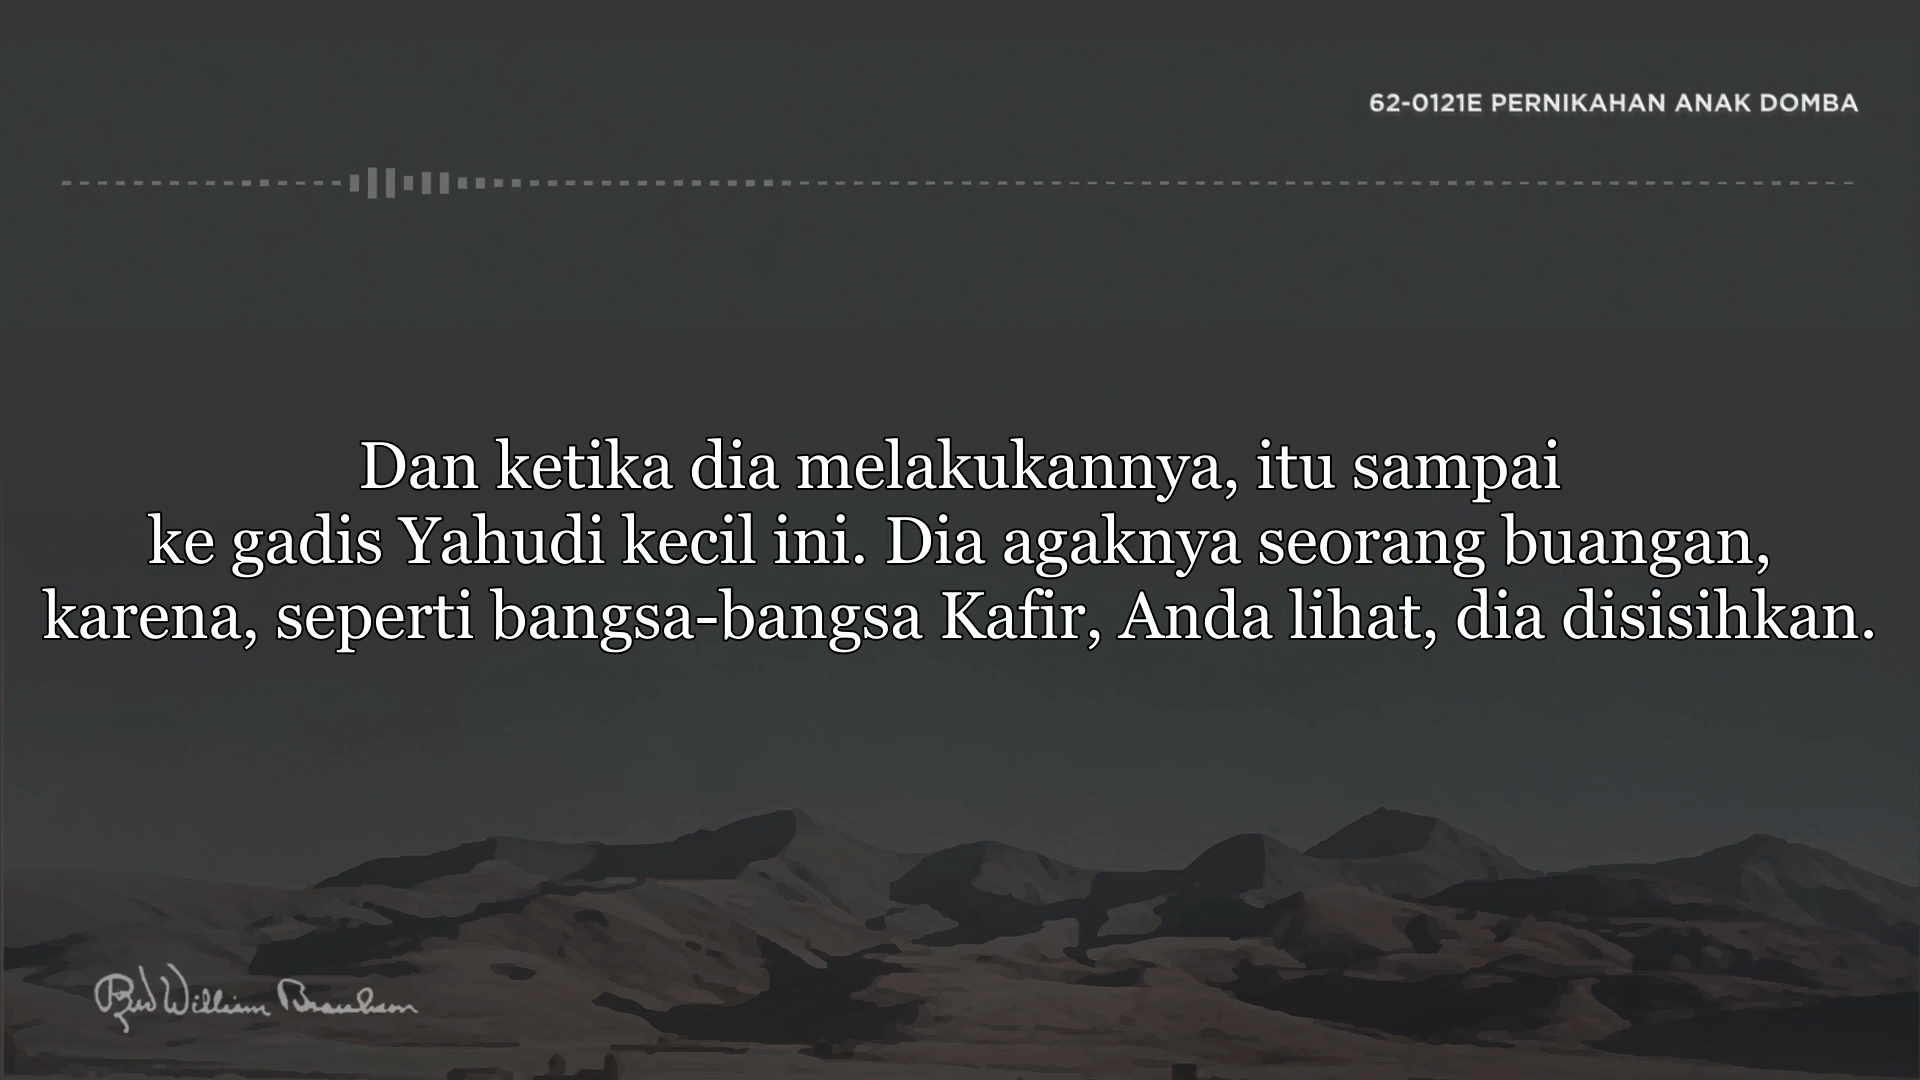 62-0121E PERNIKAHAN ANAK DOMBA
Dan ketika dia melakukannya, itu sampai
ke gadis Yahudi kecil ini. Dia agaknya seorang buangan,
karena, seperti bangsa-bangsa Kafir, Anda lihat, dia disisihkan.
Rev William Branham